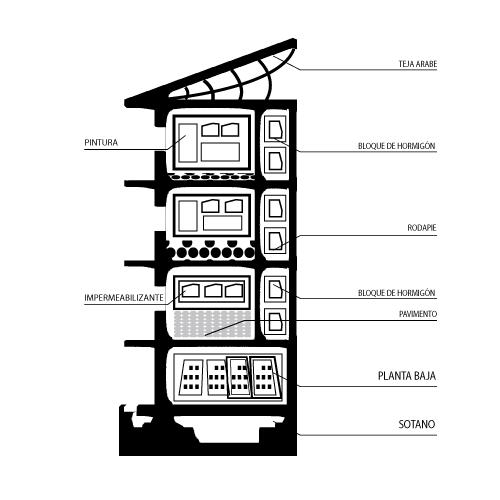 TEJA ARABE
PINTURA
BLOQUE DE HORMIGÓN
RODAPIE
IMPERMEABILIZANTE
BLOQUE DE HORMIGÓN
PAVIMENTO
PLANTA BAJA
SOTANO